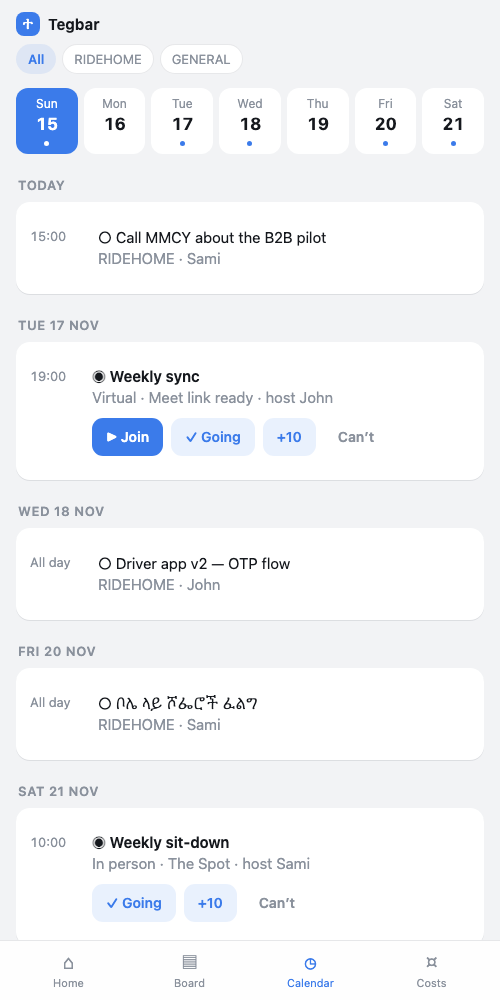 Tegbar
All RIDEHOME GENERAL
Sun Mon Tue Wed Thu Fri Sat
15 16 17 18 19 20 21
TODAY
15:00 Call MMCY about the B2B pilot
RIDEHOME · Sami
TUE 17 NOV
19:00 Weekly sync
Virtual · Meet link ready · host John
Join ✓ Going +10 Can't
WED 18 NOV
All day Driver app v2 — OTP flow
RIDEHOME · John
FRI 20 NOV
All day ቦሌ ላይ ሾፌሮች ፈልግ
RIDEHOME · Sami
SAT 21 NOV
10:00 Weekly sit-down
In person · The Spot · host Sami
✓ Going +10 Can't
Home Board Calendar Costs